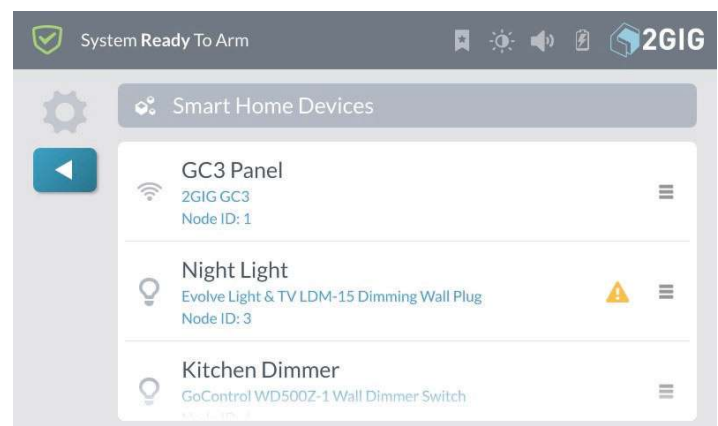 System Ready To Arm
2GIG
Smart Home Devices
GC3 Panel
2GIG GC3
Node ID: 1
Night Light
Evolve Light & TV LDM-15 Dimming Wall Plug
Node ID: 3
Kitchen Dimmer
GoControl WD500Z-1 Wall Dimmer Switch